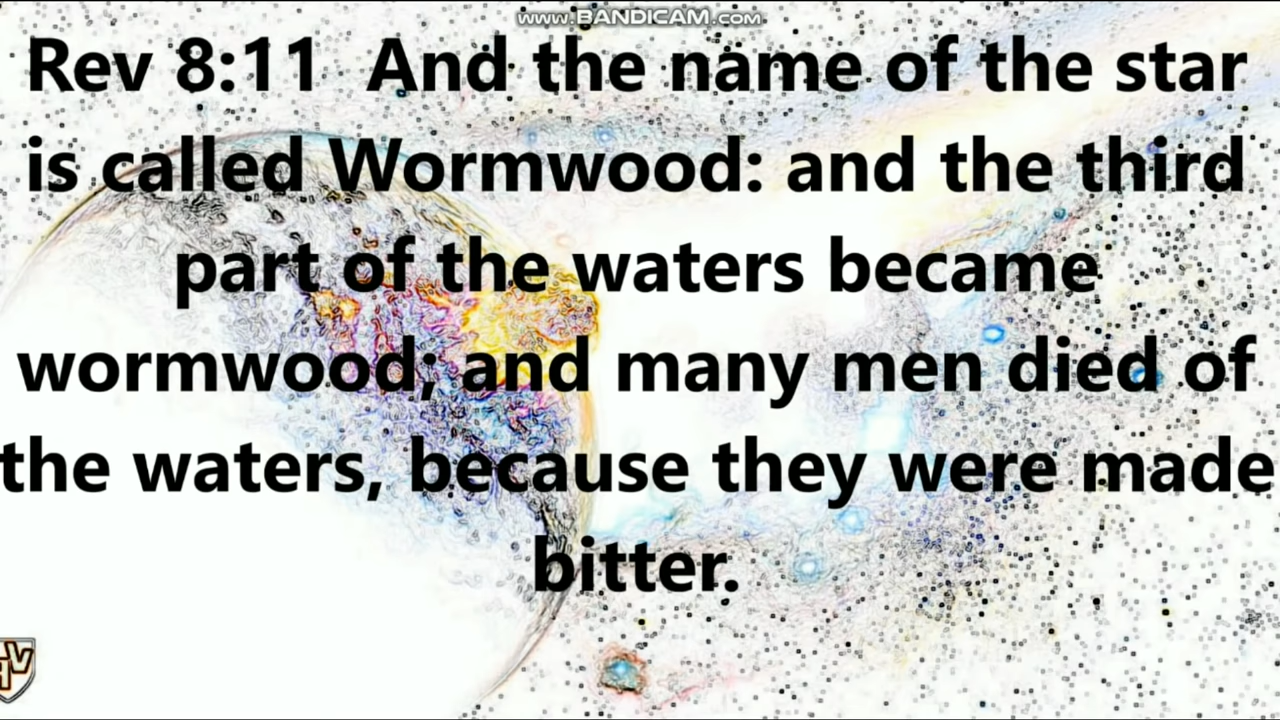 www.BANDICAM.com
Rev 8:11 And the name of the star
is called Wormwood: and the third
part of the waters became
wormwood; and many men died of
the waters, because they were made
bitter.